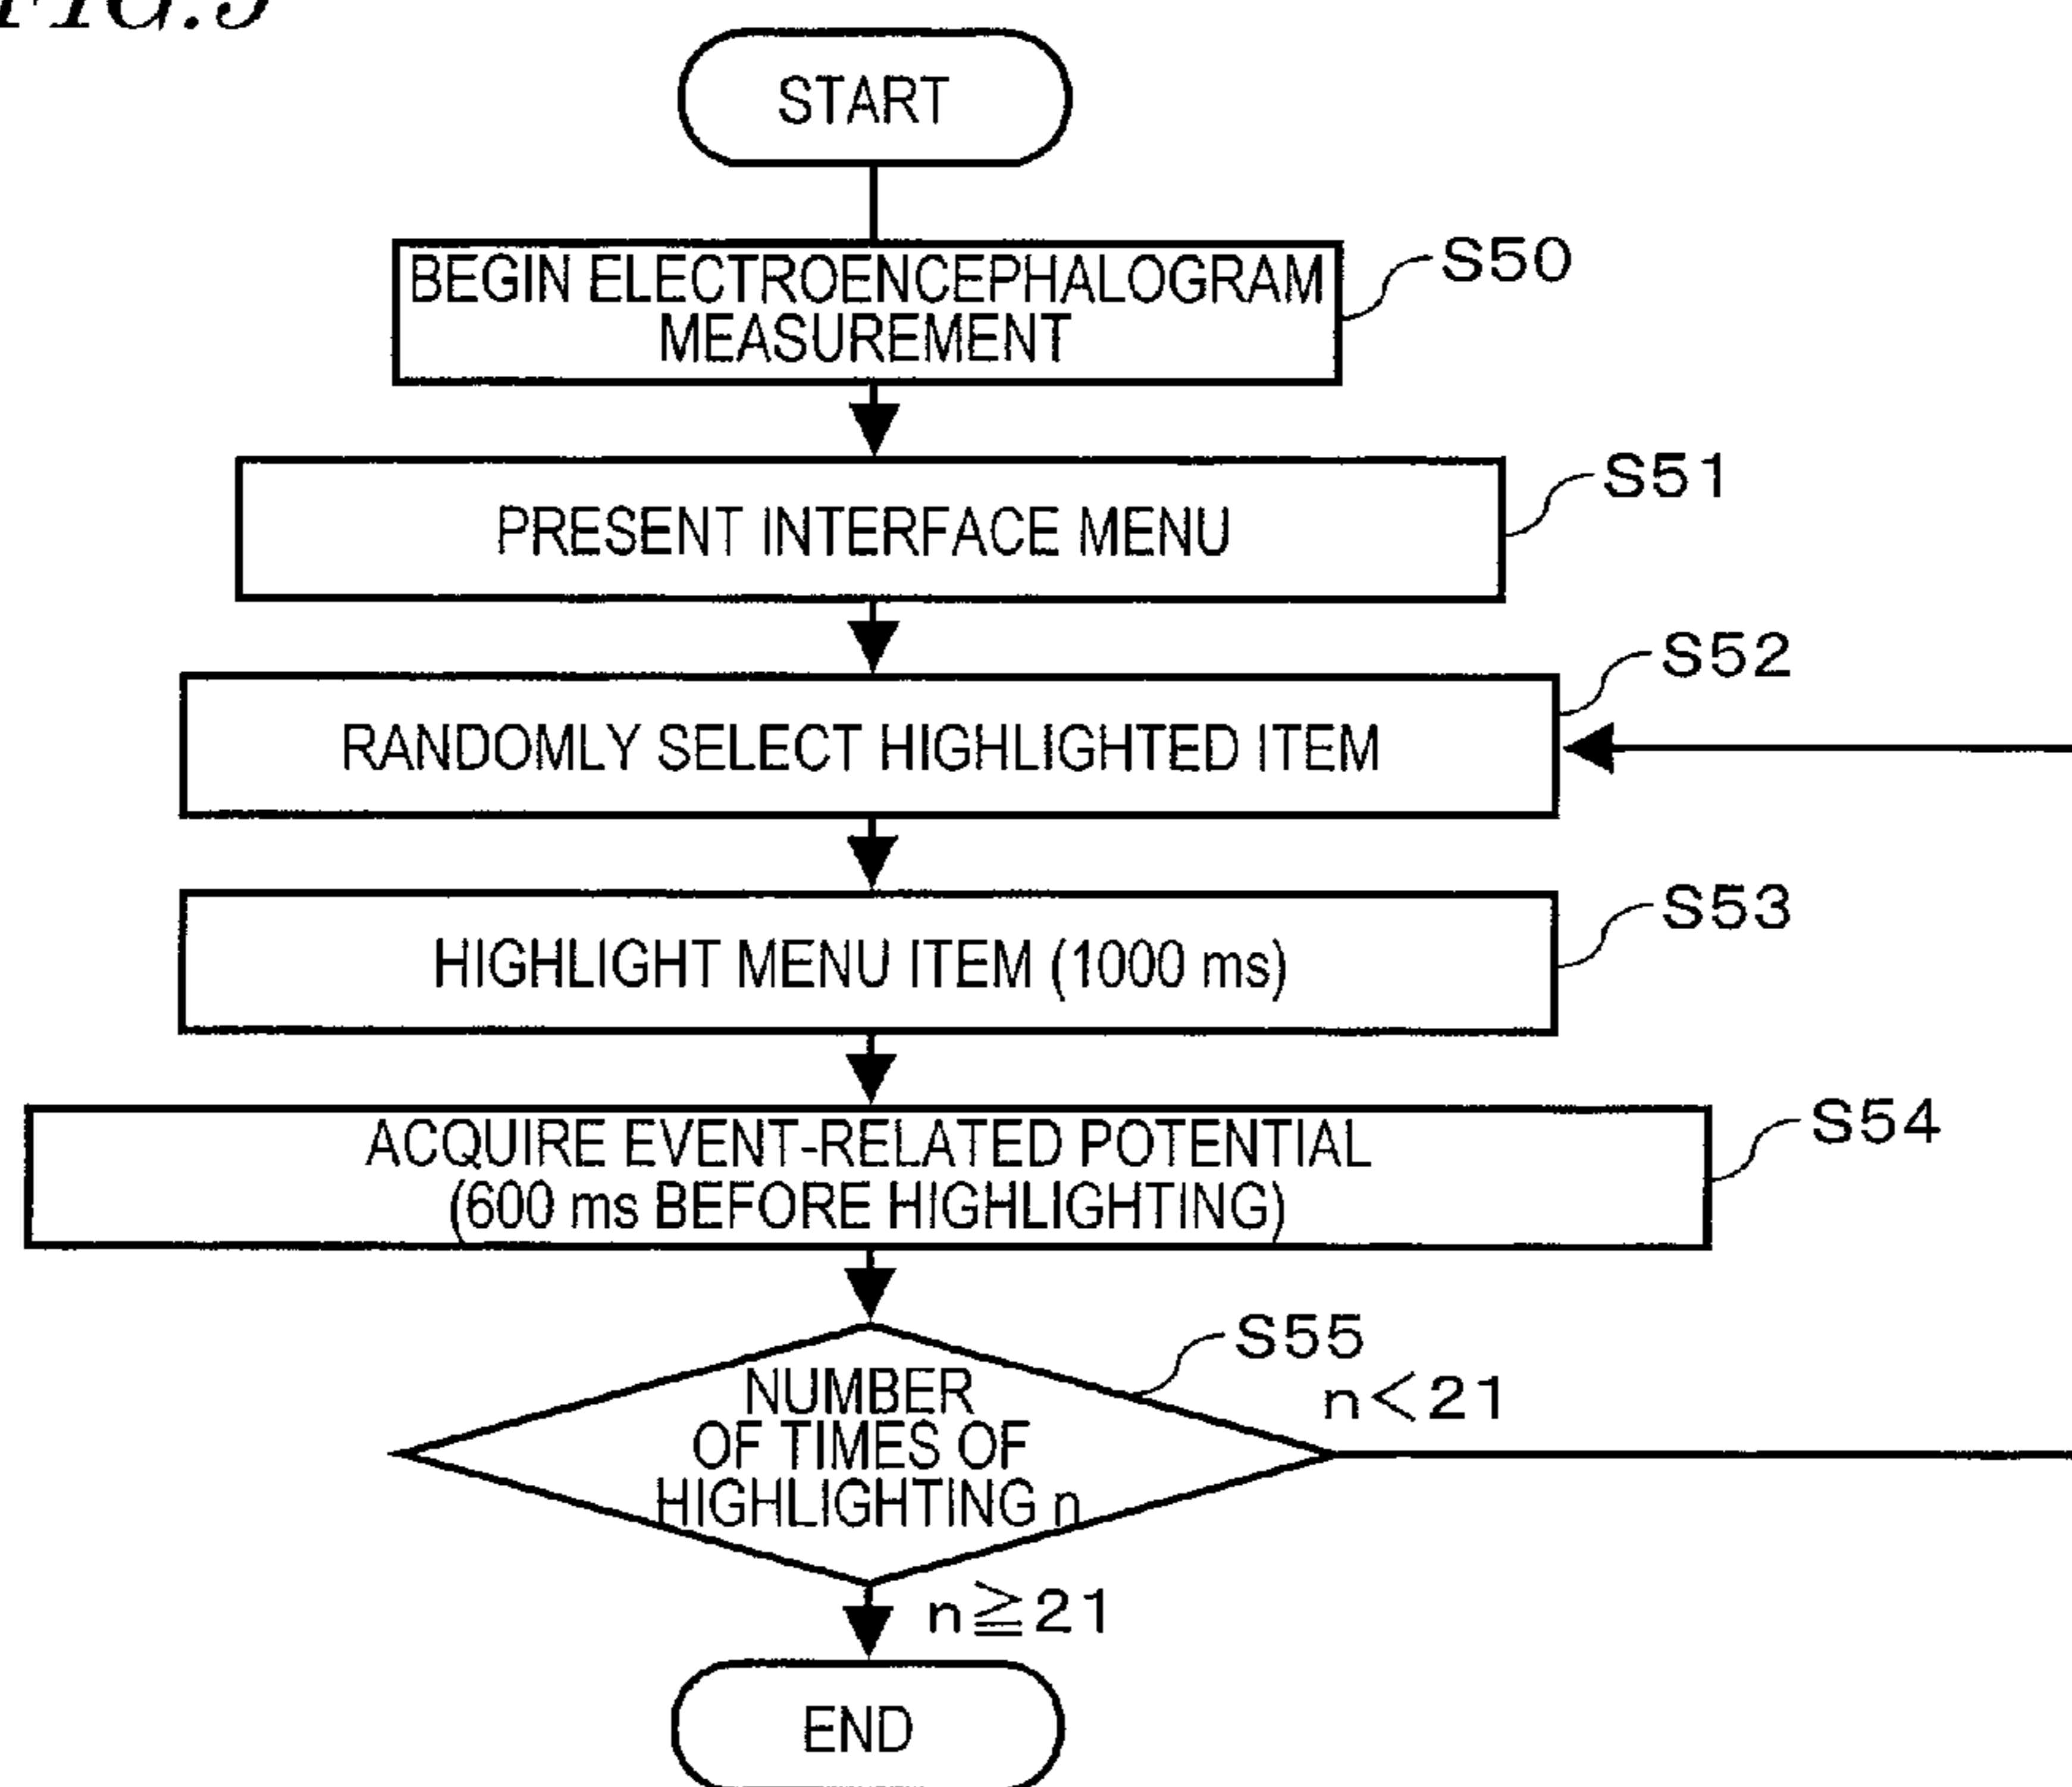 START
BEGIN ELECTROENCEPHALOGRAM
MEASUREMENT
S50
PRESENT INTERFACE MENU
S51
RANDOMLY SELECT HIGHLIGHTED ITEM
S52
HIGHLIGHT MENU ITEM (1000 ms)
S53
ACQUIRE EVENT-RELATED POTENTIAL
(600 ms BEFORE HIGHLIGHTING)
S54
NUMBER
OF TIMES OF
HIGHLIGHTING n
S55
n<21
n≧21
END